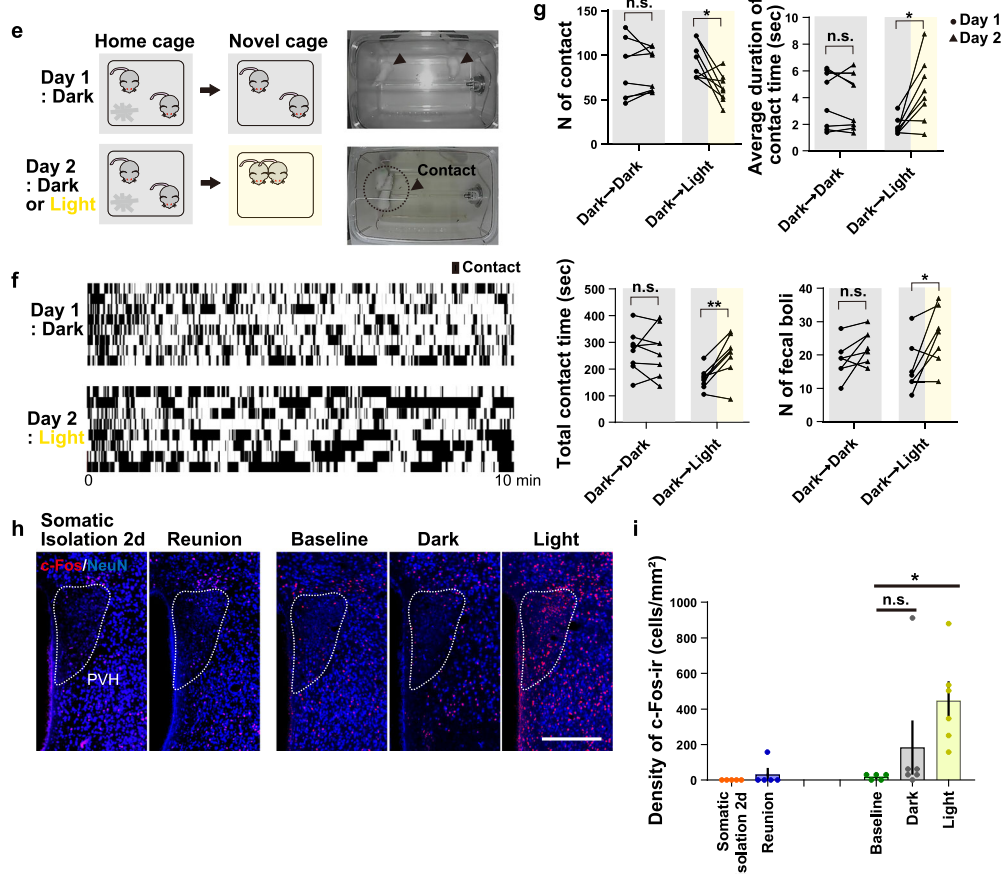 e
Home cage
Novel cage
Day 1
: Dark
Day 2
: Dark
or Light
Contact
f
Contact
Day 1
: Dark
Day 2
: Light
0
10 min
g
N of contact
150
100
50
0
n.s.
*
Dark→Dark
Dark→Light
Average duration of
contact time (sec)
10
8
6
4
2
0
n.s.
*
Dark→Dark
Dark→Light
Day 1
Day 2
Total contact time (sec)
500
400
300
200
100
0
n.s.
**
Dark→Dark
Dark→Light
N of fecal boli
40
30
20
10
0
n.s.
*
Dark→Dark
Dark→Light
h
Somatic
Isolation 2d
Reunion
Baseline
Dark
Light
c-Fos/NeuN
PVH
i
Density of c-Fos-ir (cells/mm²)
1000
800
600
400
200
0
n.s.
*
Somatic
solation 2d
Reunion
Baseline
Dark
Light